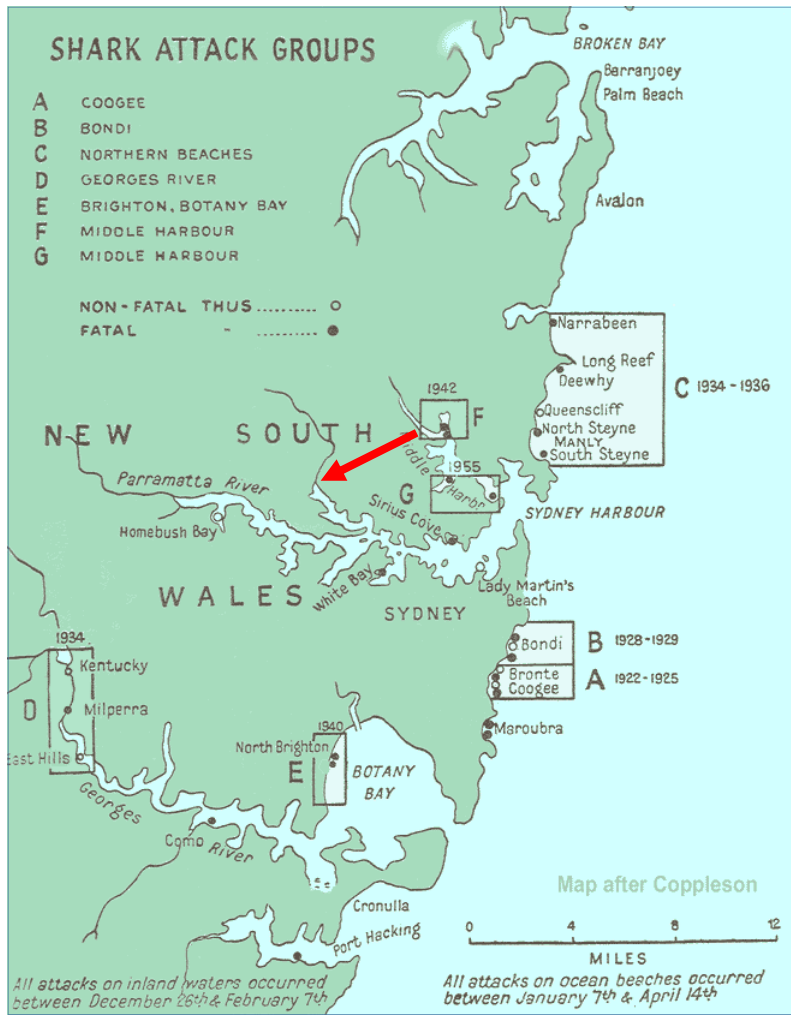 SHARK ATTACK GROUPS
A COOGEE
B BONDI
C NORTHERN BEACHES
D GEORGES RIVER
E BRIGHTON, BOTANY BAY
F MIDDLE HARBOUR
G MIDDLE HARBOUR
NON-FATAL THUS..........
FATAL " ..........
BROKEN BAY
Barranjoey
Palm Beach
Avalon
Narrabeen
Long Reef
Deewhy
C 1934-1936
Queenscliff
North Steyne
MANLY
South Steyne
1942
F
NEW SOUTH
Middle
Harbr
1955
G
Parramatta River
Sirius Cove
SYDNEY HARBOUR
Homebush Bay
White Bay
Lady Martin's
Beach
WALES
SYDNEY
B 1928-1929
Bondi
1934
Kentucky
Bronte
Coogee
A 1922-1925
D
Milperra
Maroubra
1940
North Brighton
East Hills
E
BOTANY
BAY
Georges
Como River
Map after Coppleson
Cronulla
Port Hacking
0 4 8 12
MILES
All attacks on inland waters occurred
between December 26th & February 7th
All attacks on ocean beaches occurred
between January 7th & April 14th